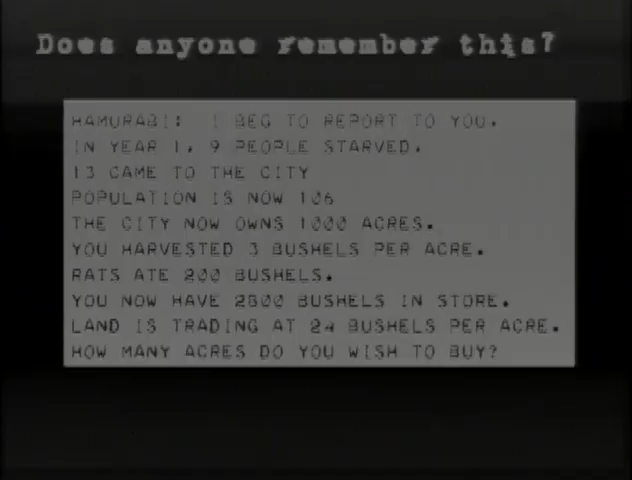 Does anyone remember this?
HAMURABI: I BEG TO REPORT TO YOU.
IN YEAR 1, 9 PEOPLE STARVED.
13 CAME TO THE CITY
POPULATION IS NOW 106
THE CITY NOW OWNS 1000 ACRES.
YOU HARVESTED 3 BUSHELS PER ACRE.
RATS ATE 200 BUSHELS.
YOU NOW HAVE 2800 BUSHELS IN STORE.
LAND IS TRADING AT 24 BUSHELS PER ACRE.
HOW MANY ACRES DO YOU WISH TO BUY?